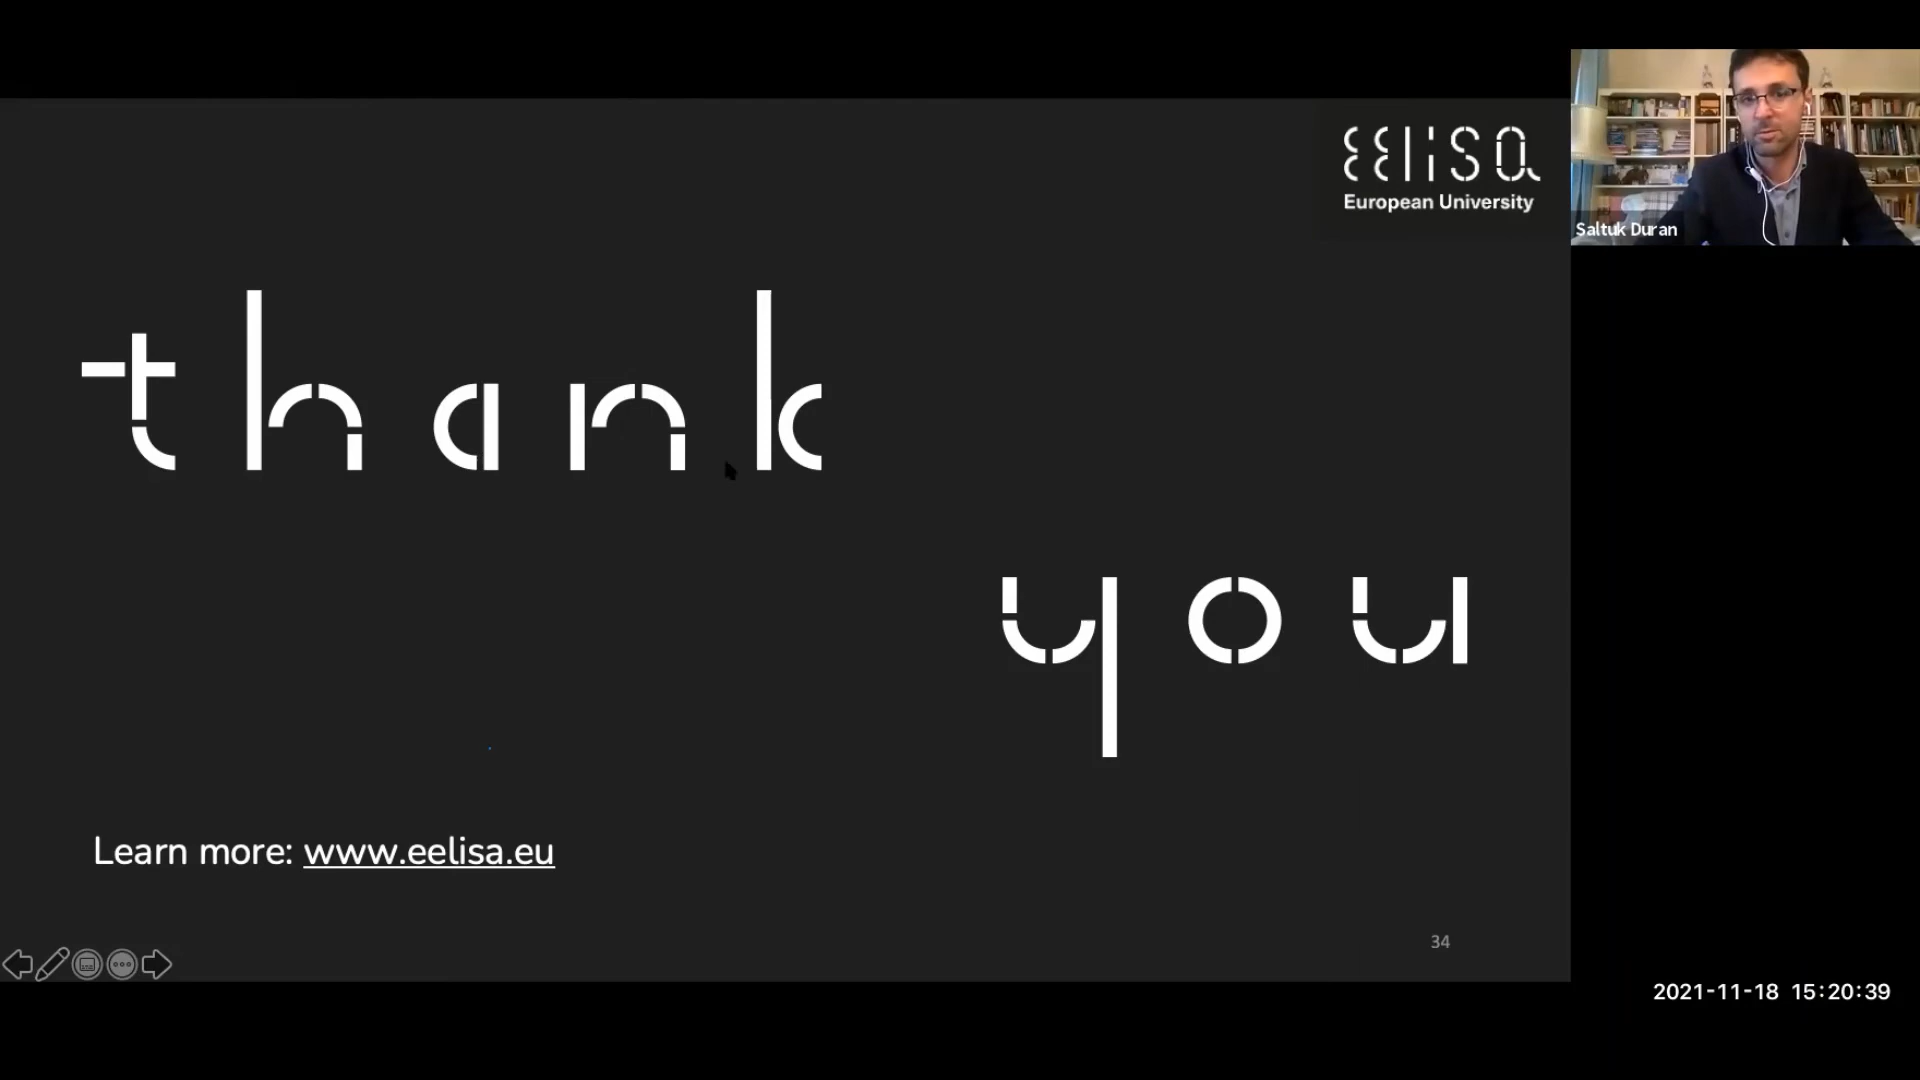 eelisa
European University
Saltuk Duran
thank
you
Learn more: www.eelisa.eu
34
2021-11-18 15:20:39